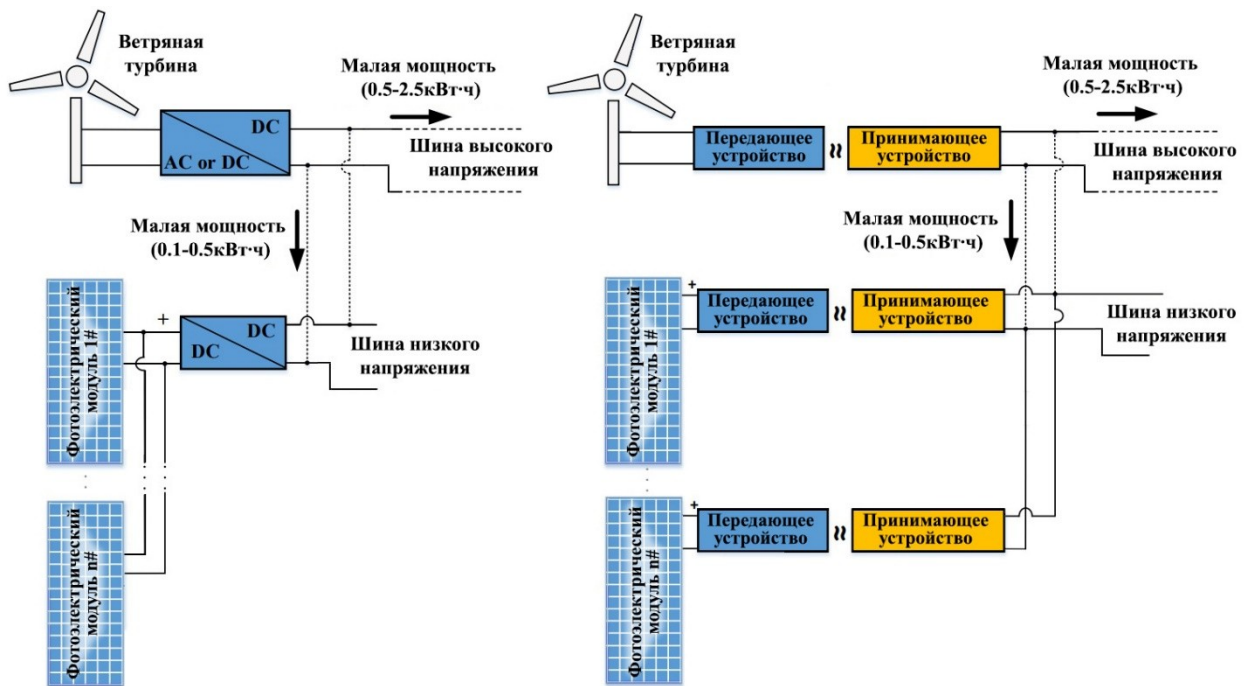 Ветряная
турбина
Малая мощность
(0.5-2.5кВт·ч)
DC
AC or DC
Шина высокого
напряжения
Малая мощность
(0.1-0.5кВт·ч)
Фотоэлектрический
модуль 1#
+
DC
DC
Шина низкого
напряжения
Фотоэлектрический
модуль n#
Ветряная
турбина
Малая мощность
(0.5-2.5кВт·ч)
Передающее
устройство
≈
Принимающее
устройство
Шина высокого
напряжения
Малая мощность
(0.1-0.5кВт·ч)
Фотоэлектрический
модуль 1#
+
Передающее
устройство
≈
Принимающее
устройство
Шина низкого
напряжения
Фотоэлектрический
модуль n#
+
Передающее
устройство
≈
Принимающее
устройство